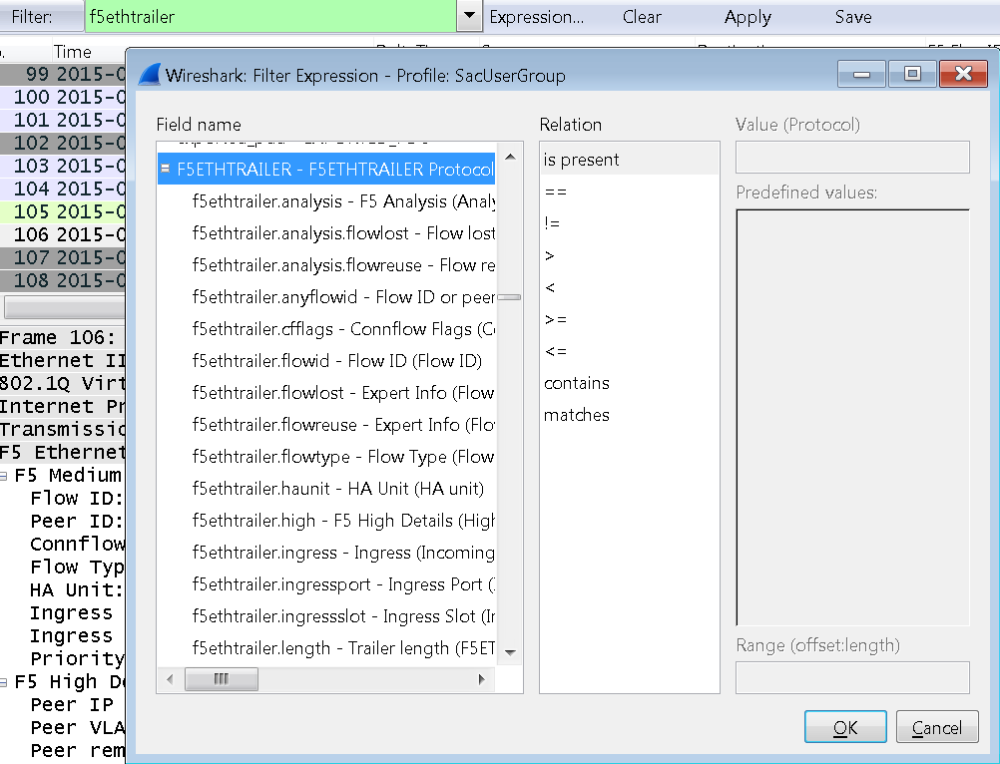 Filter: f5ethtrailer Expression... Clear Apply Save
Time
99 2015-0
100 2015-0
101 2015-0
102 2015-0
103 2015-0
104 2015-0
105 2015-0
106 2015-0
107 2015-0
108 2015-0
Frame 106:
Ethernet II
802.1Q Virt
Internet Pr
Transmissio
F5 Ethernet
F5 Medium
Flow ID:
Peer ID:
Connflow
Flow Typ
HA Unit:
Ingress
Ingress
Priority
F5 High De
Peer IP
Peer VLA
Peer rem
Wireshark: Filter Expression - Profile: SacUserGroup
Field name
F5ETHTRAILER - F5ETHTRAILER Protocol
f5ethtrailer.analysis - F5 Analysis (Analy
f5ethtrailer.analysis.flowlost - Flow lost
f5ethtrailer.analysis.flowreuse - Flow re
f5ethtrailer.anyflowid - Flow ID or peer
f5ethtrailer.cfflags - Connflow Flags (Co
f5ethtrailer.flowid - Flow ID (Flow ID)
f5ethtrailer.flowlost - Expert Info (Flow
f5ethtrailer.flowreuse - Expert Info (Flo
f5ethtrailer.flowtype - Flow Type (Flow
f5ethtrailer.haunit - HA Unit (HA unit)
f5ethtrailer.high - F5 High Details (High
f5ethtrailer.ingress - Ingress (Incoming
f5ethtrailer.ingressport - Ingress Port (I
f5ethtrailer.ingressslot - Ingress Slot (In
f5ethtrailer.length - Trailer length (F5ET
Relation
is present
==
!=
>
<
>=
<=
contains
matches
Value (Protocol)
Predefined values:
Range (offset:length)
OK Cancel